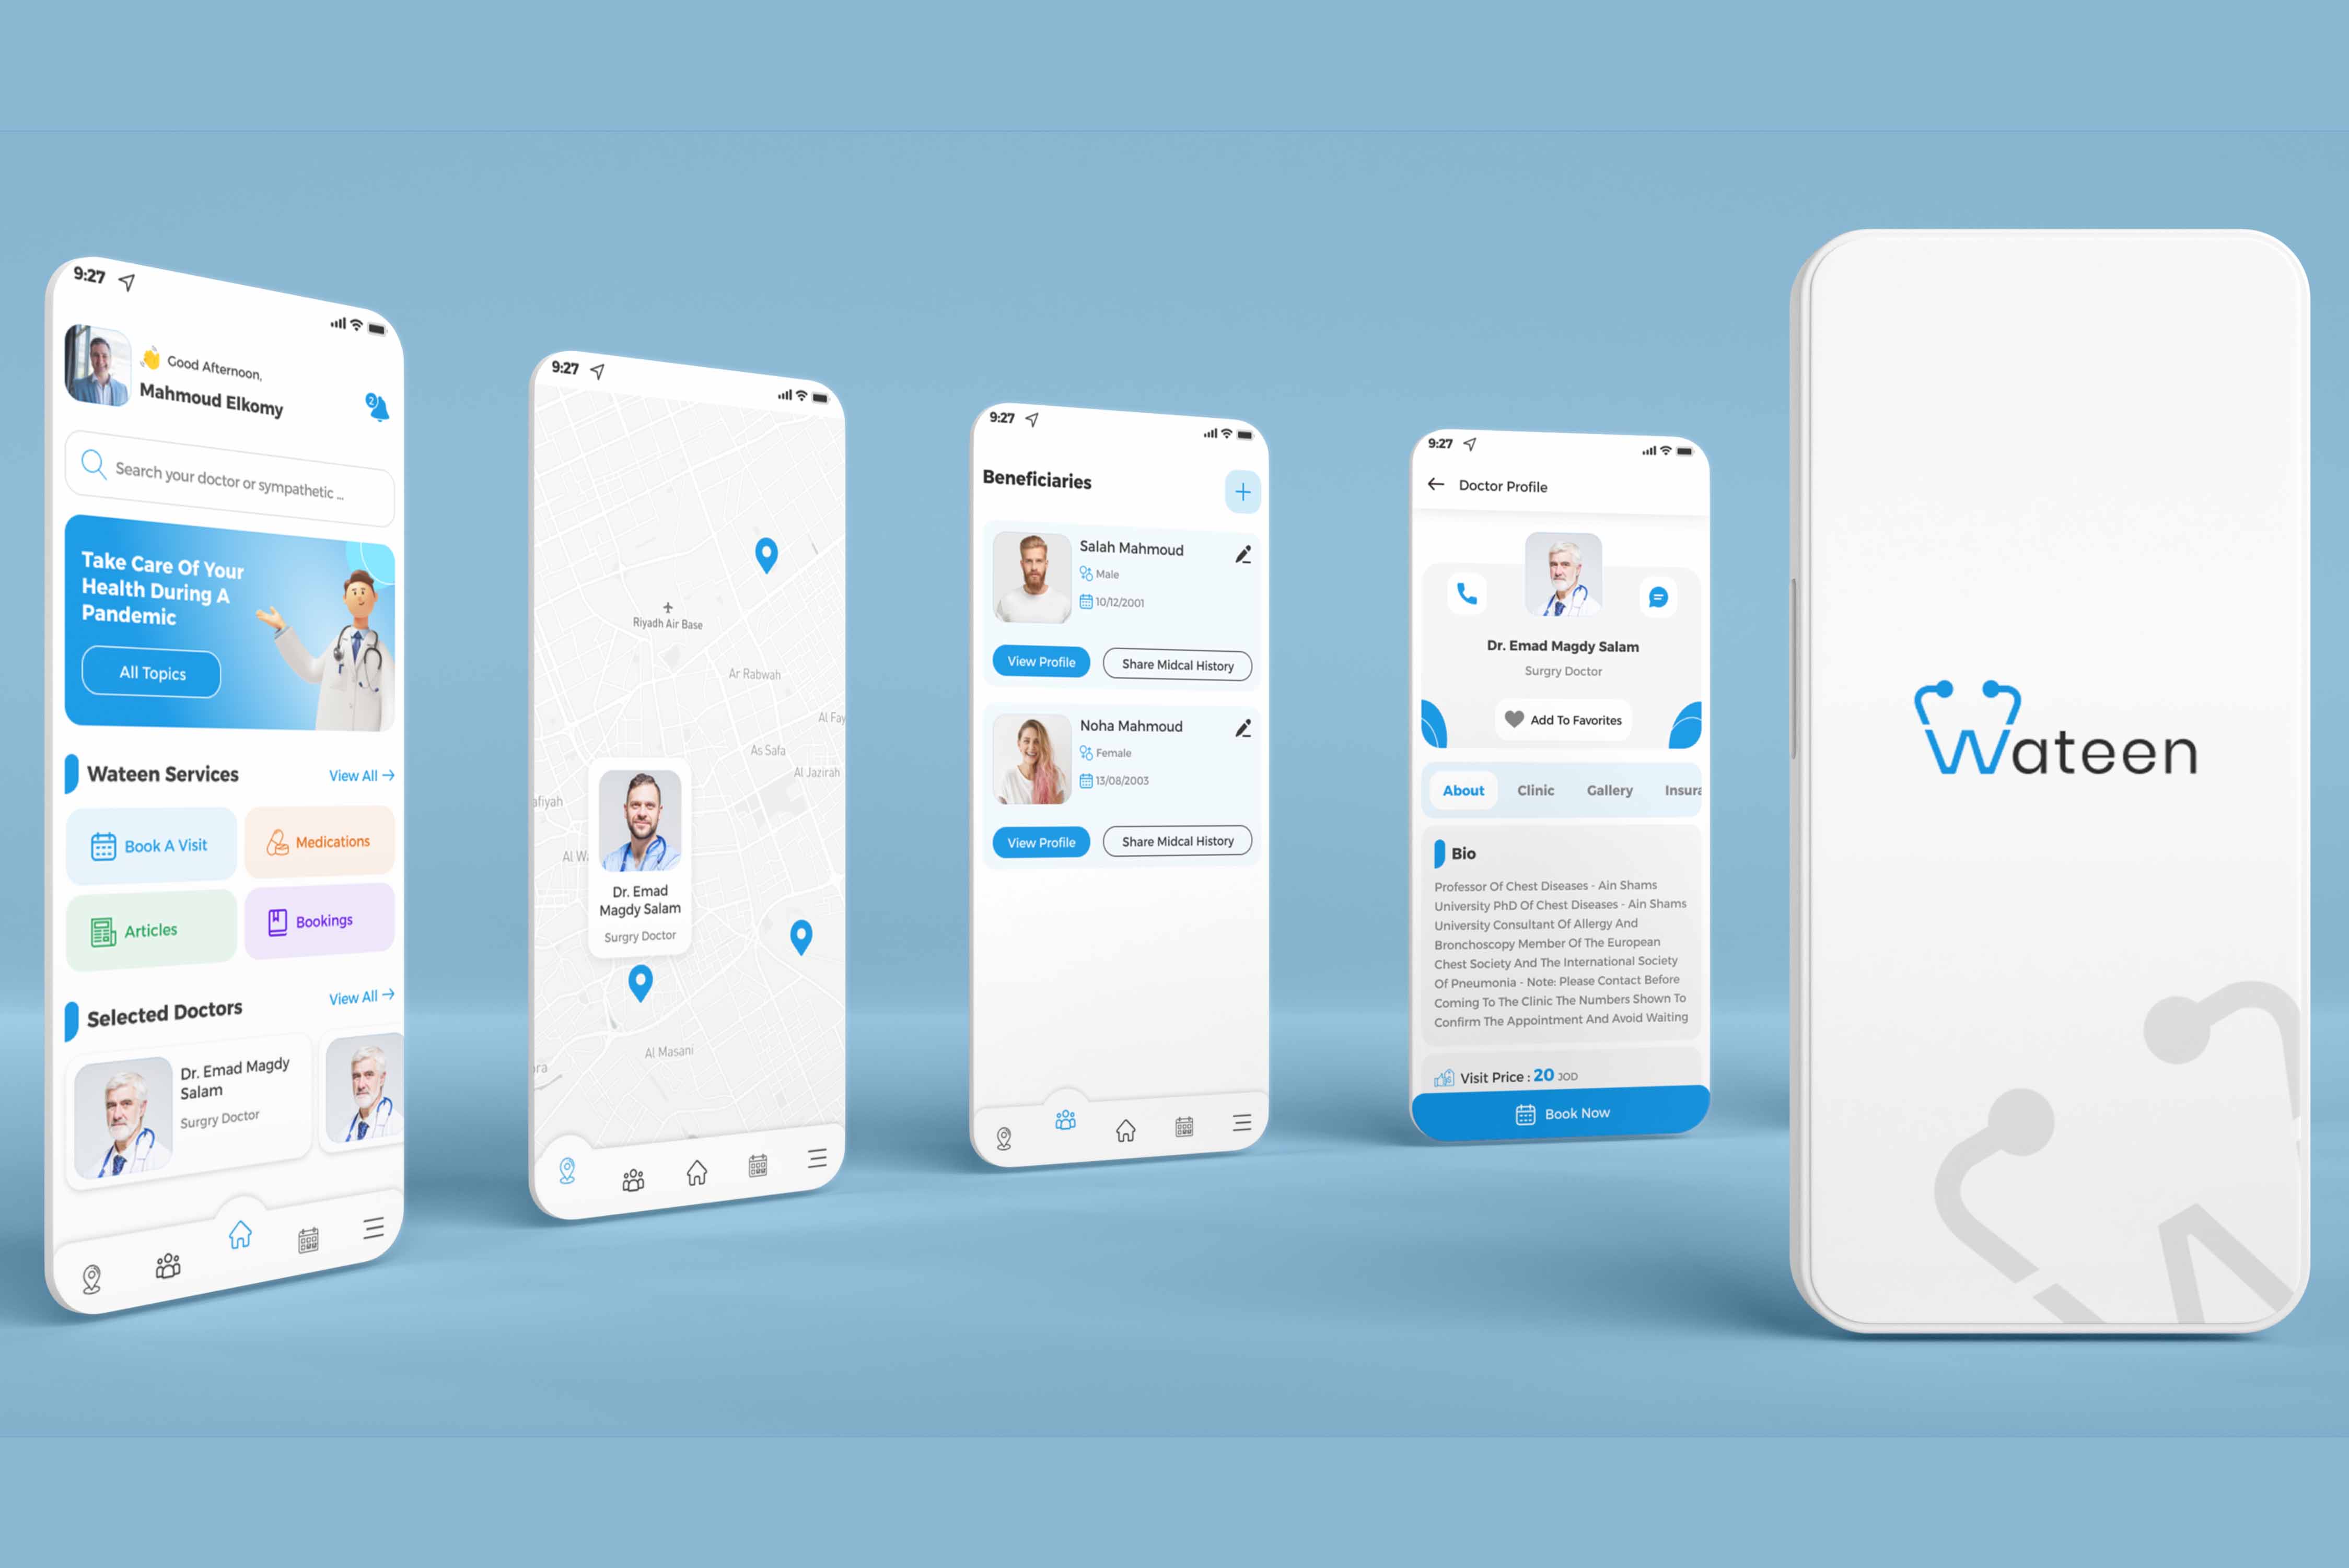 9:27
Good Afternoon,
Mahmoud Elkomy
2
Search your doctor or sympathetic ...
Take Care Of Your
Health During A
Pandemic
All Topics
Wateen Services
View All →
Book A Visit
Medications
Articles
Bookings
Selected Doctors
View All →
Dr. Emad Magdy
Salam
Surgry Doctor
9:27
Riyadh Air Base
Ar Rabwah
Al Fay
As Safa
Al Jazirah
afiyah
Al W
Dr. Emad
Magdy Salam
Surgry Doctor
Al Masani
ora
9:27
Beneficiaries
+
Salah Mahmoud
Male
10/12/2001
View Profile
Share Midcal History
Noha Mahmoud
Female
13/08/2003
View Profile
Share Midcal History
9:27
← Doctor Profile
Dr. Emad Magdy Salam
Surgry Doctor
Add To Favorites
About Clinic Gallery Insura
Bio
Professor Of Chest Diseases - Ain Shams
University PhD Of Chest Diseases - Ain Shams
University Consultant Of Allergy And
Bronchoscopy Member Of The European
Chest Society And The International Society
Of Pneumonia - Note: Please Contact Before
Coming To The Clinic The Numbers Shown To
Confirm The Appointment And Avoid Waiting
Visit Price : 20 JOD
Book Now
Wateen